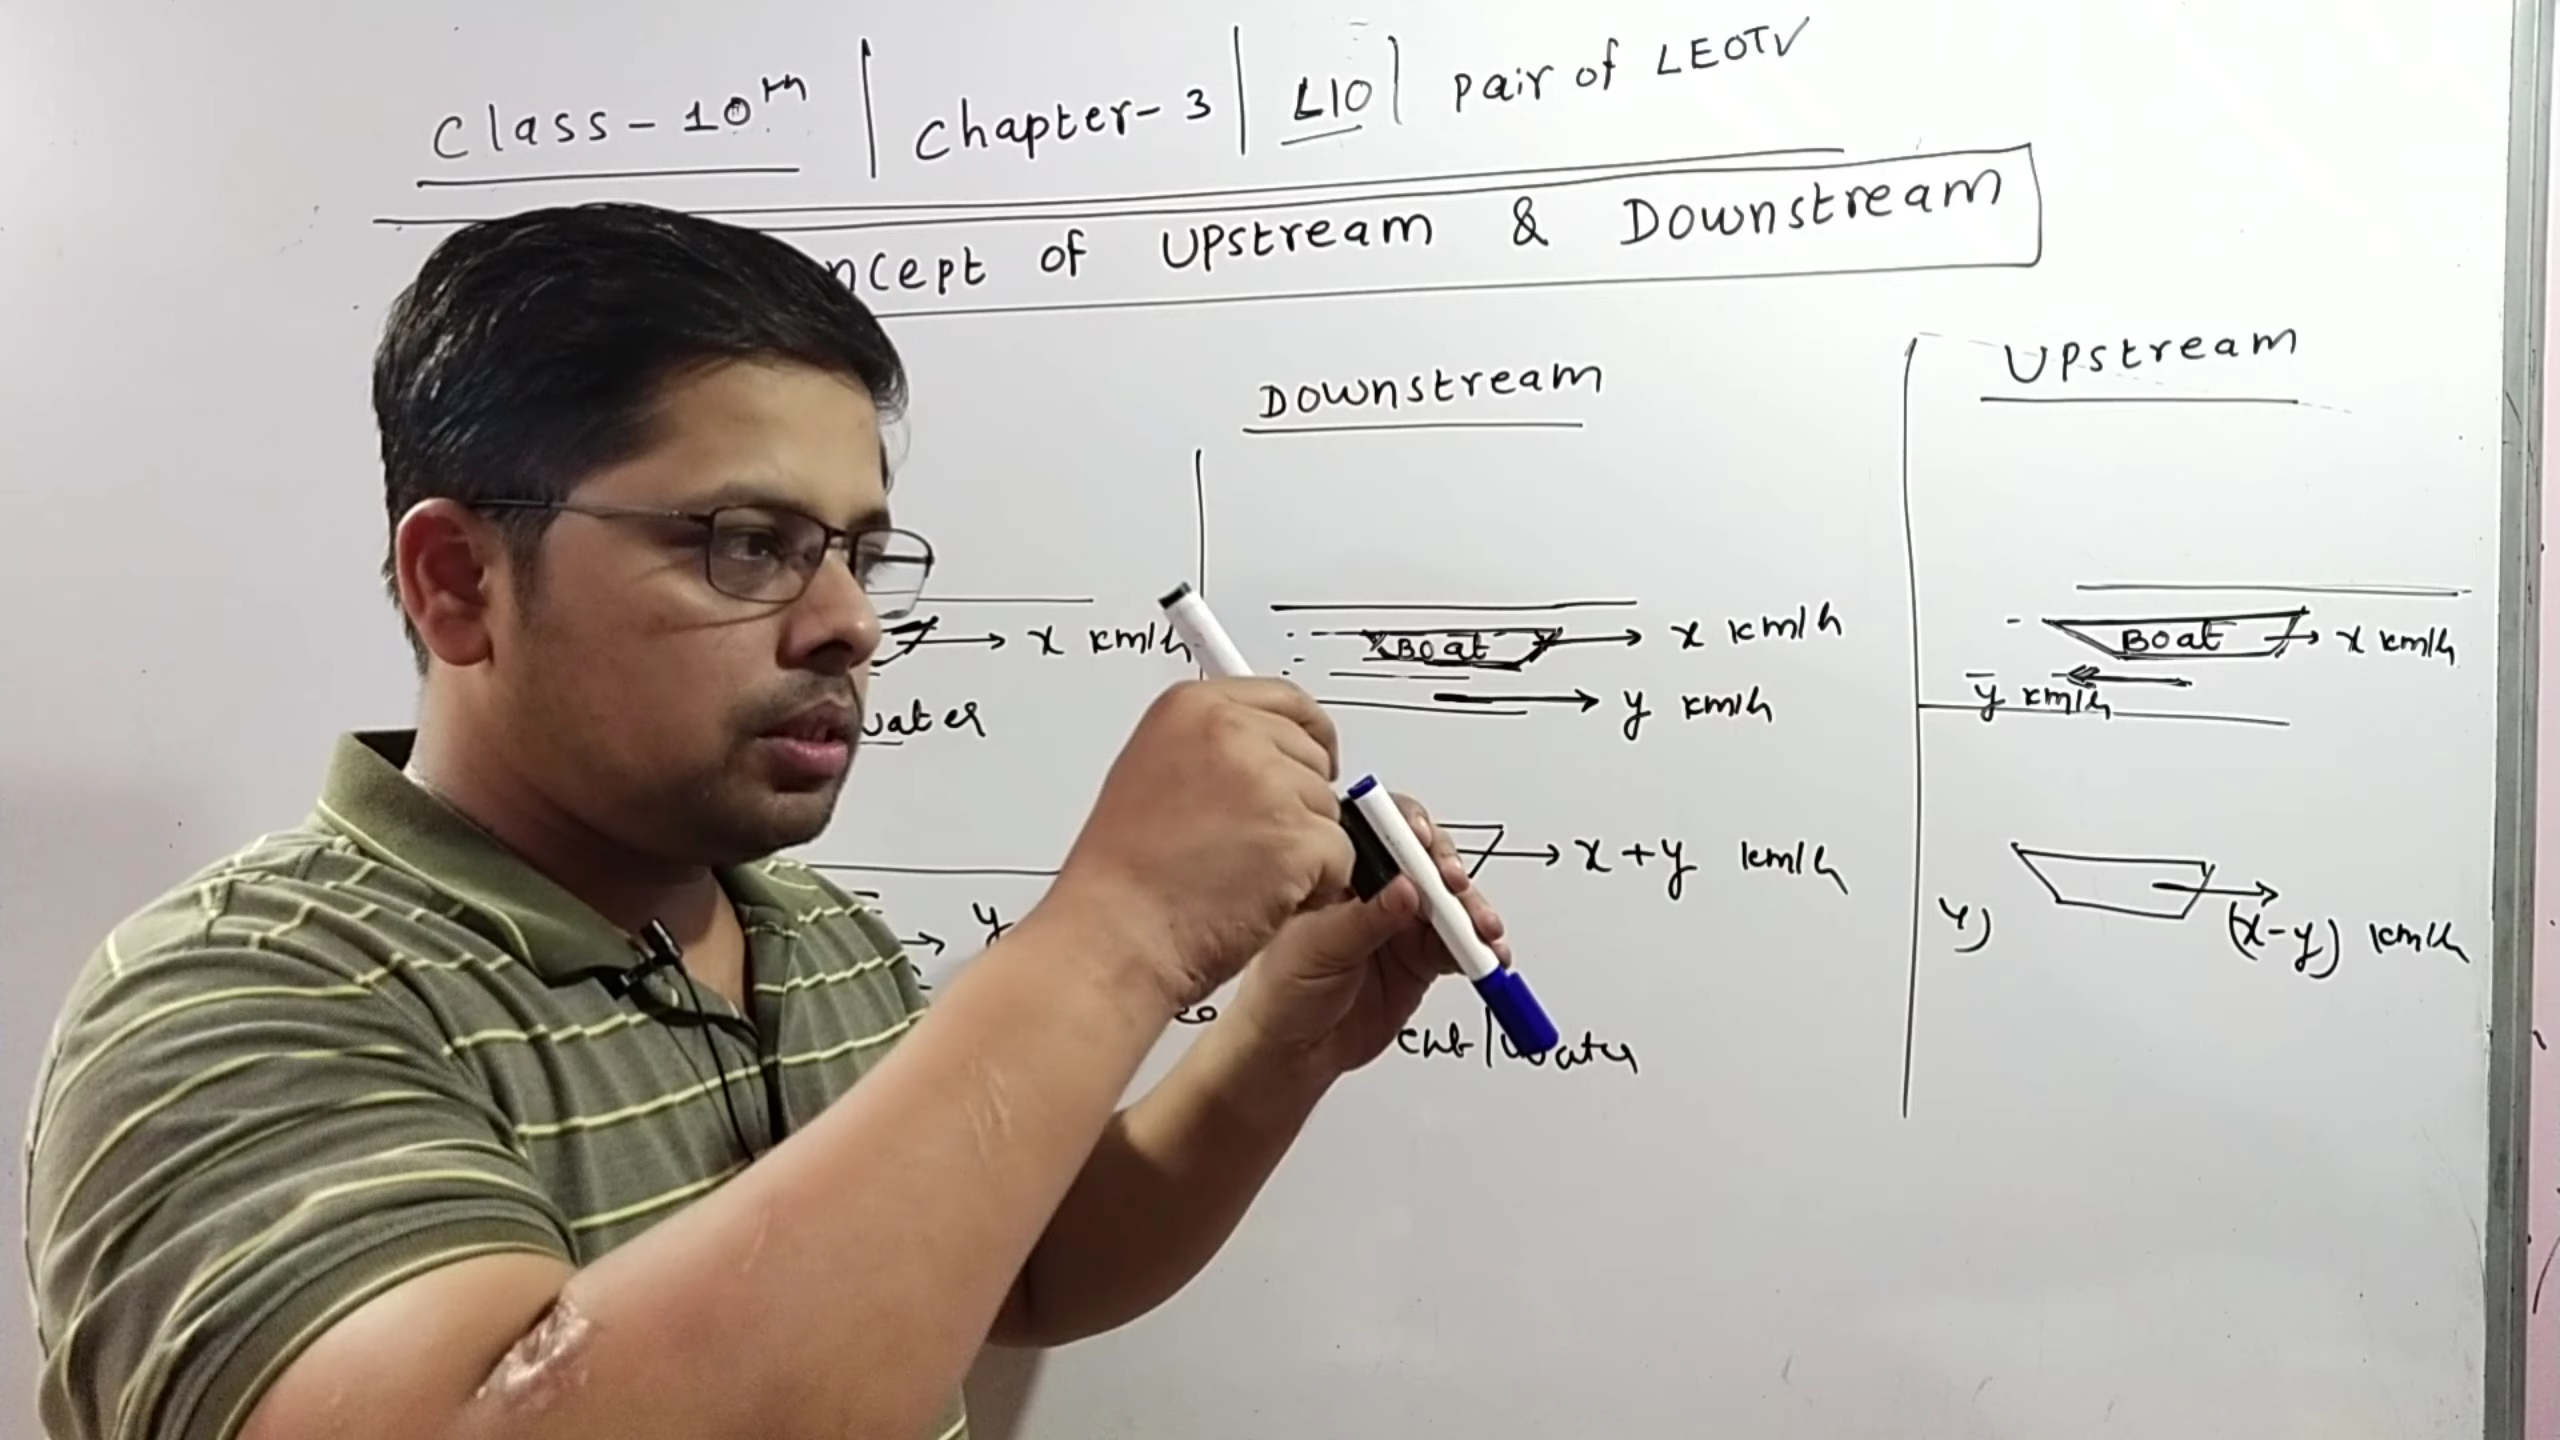 Class - 10th | Chapter - 3 | L10 | Pair of LEOTV
ncept of Upstream & Downstream
Downstream
Upstream
x km/h
water
Boat
x km/h
y km/h
Boat
x km/h
y km/h
x + y km/h
(x-y) km/h
y